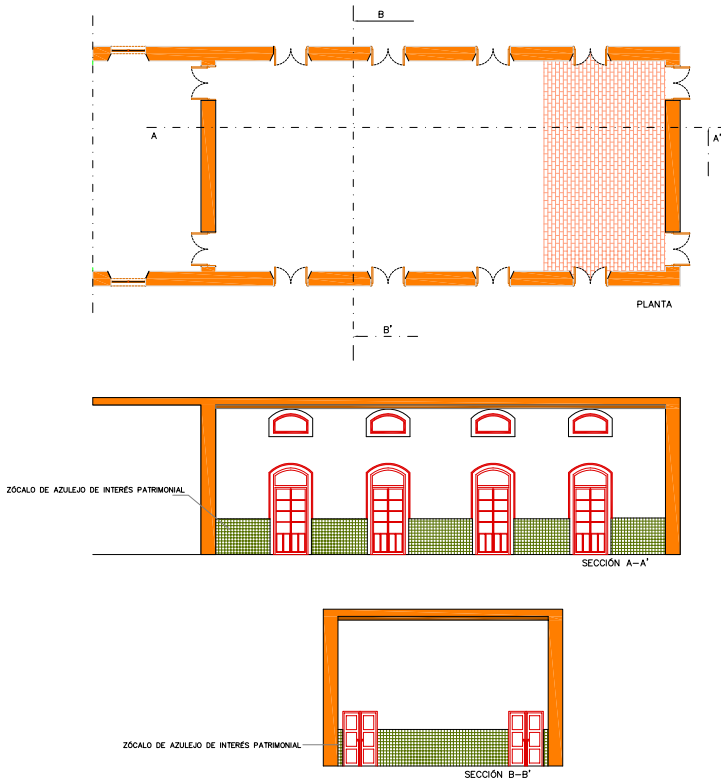 B
A
A'
PLANTA
B'
ZÓCALO DE AZULEJO DE INTERÉS PATRIMONIAL
SECCIÓN A-A'
ZÓCALO DE AZULEJO DE INTERÉS PATRIMONIAL
SECCIÓN B-B'